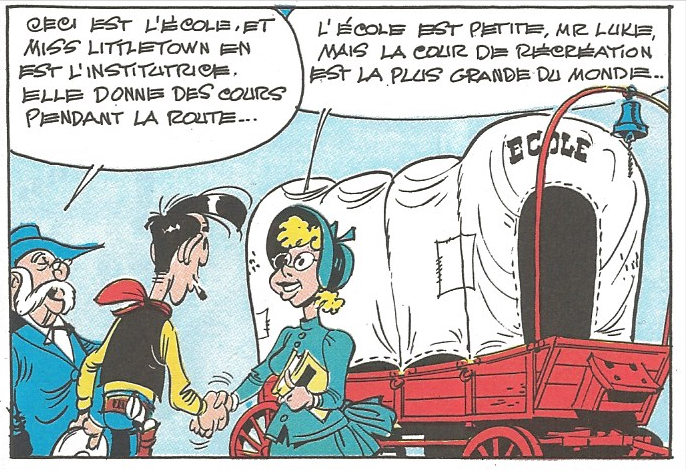 CECI EST L'ÉCOLE, ET
MISS LITTLETOWN EN
EST L'INSTITUTRICE.
ELLE DONNE DES COURS
PENDANT LA ROUTE...
L'ÉCOLE EST PETITE, MR LUKE,
MAIS LA COUR DE RÉCRÉATION
EST LA PLUS GRANDE DU MONDE...
ECOLE